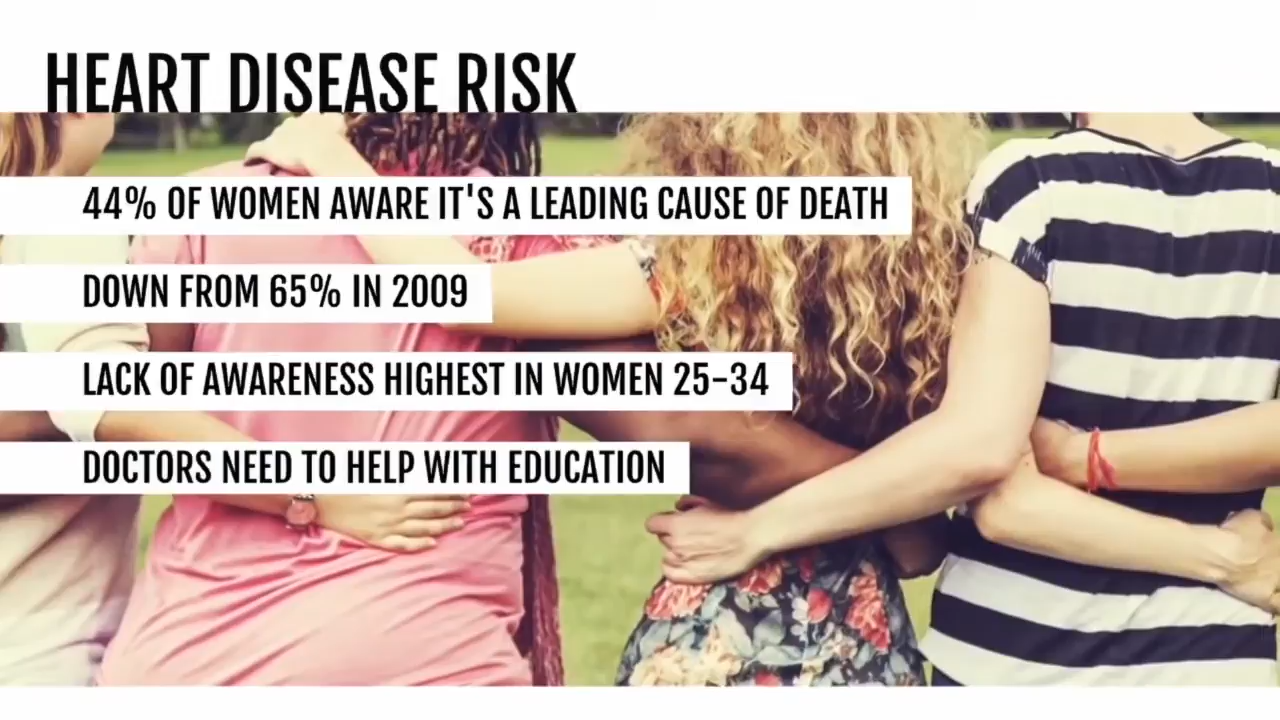 HEART DISEASE RISK
44% OF WOMEN AWARE IT'S A LEADING CAUSE OF DEATH
DOWN FROM 65% IN 2009
LACK OF AWARENESS HIGHEST IN WOMEN 25-34
DOCTORS NEED TO HELP WITH EDUCATION